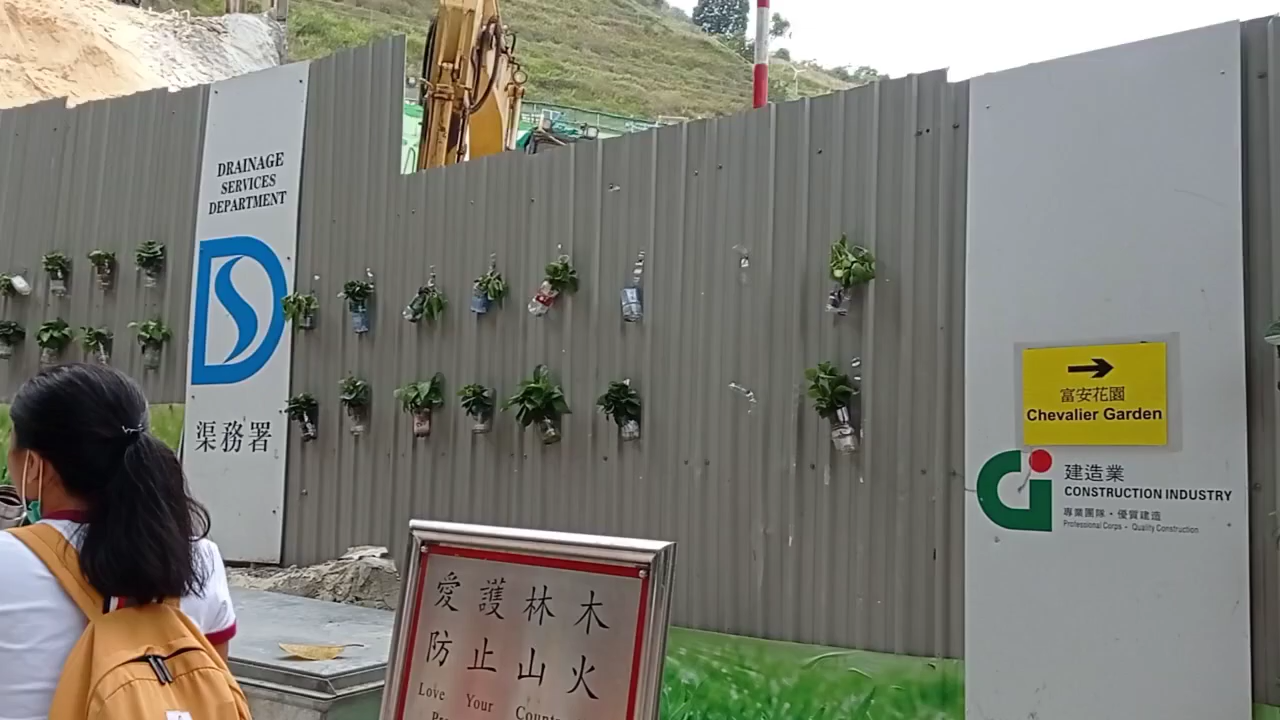 DRAINAGE
SERVICES
DEPARTMENT
渠務署
富安花園
Chevalier Garden
建造業
CONSTRUCTION INDUSTRY
專業團隊・優質建造
Professional Corps・Quality Construction
愛護林木
防止山火
Love Your